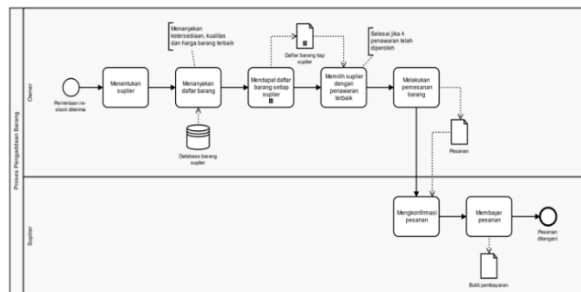 Proses Pengadaan Barang
Owner
Permintaan re-
stock diterima
Menentukan
suplier
Menanyakan
ketersediaan, kualitas
dan harga barang terbaik
Menanyakan
daftar barang
Database barang
suplier
Mendapat daftar
barang setiap
suplier
Daftar barang tiap
suplier
Memilih suplier
dengan
penawaran
terbaik
Selesai jika 4
penawaran telah
diperoleh
Melakukan
pemesanan
barang
Pesanan
Suplier
Mengkonfirmasi
pesanan
Membayar
pesanan
Bukti pembayaran
Pesanan
ditangani